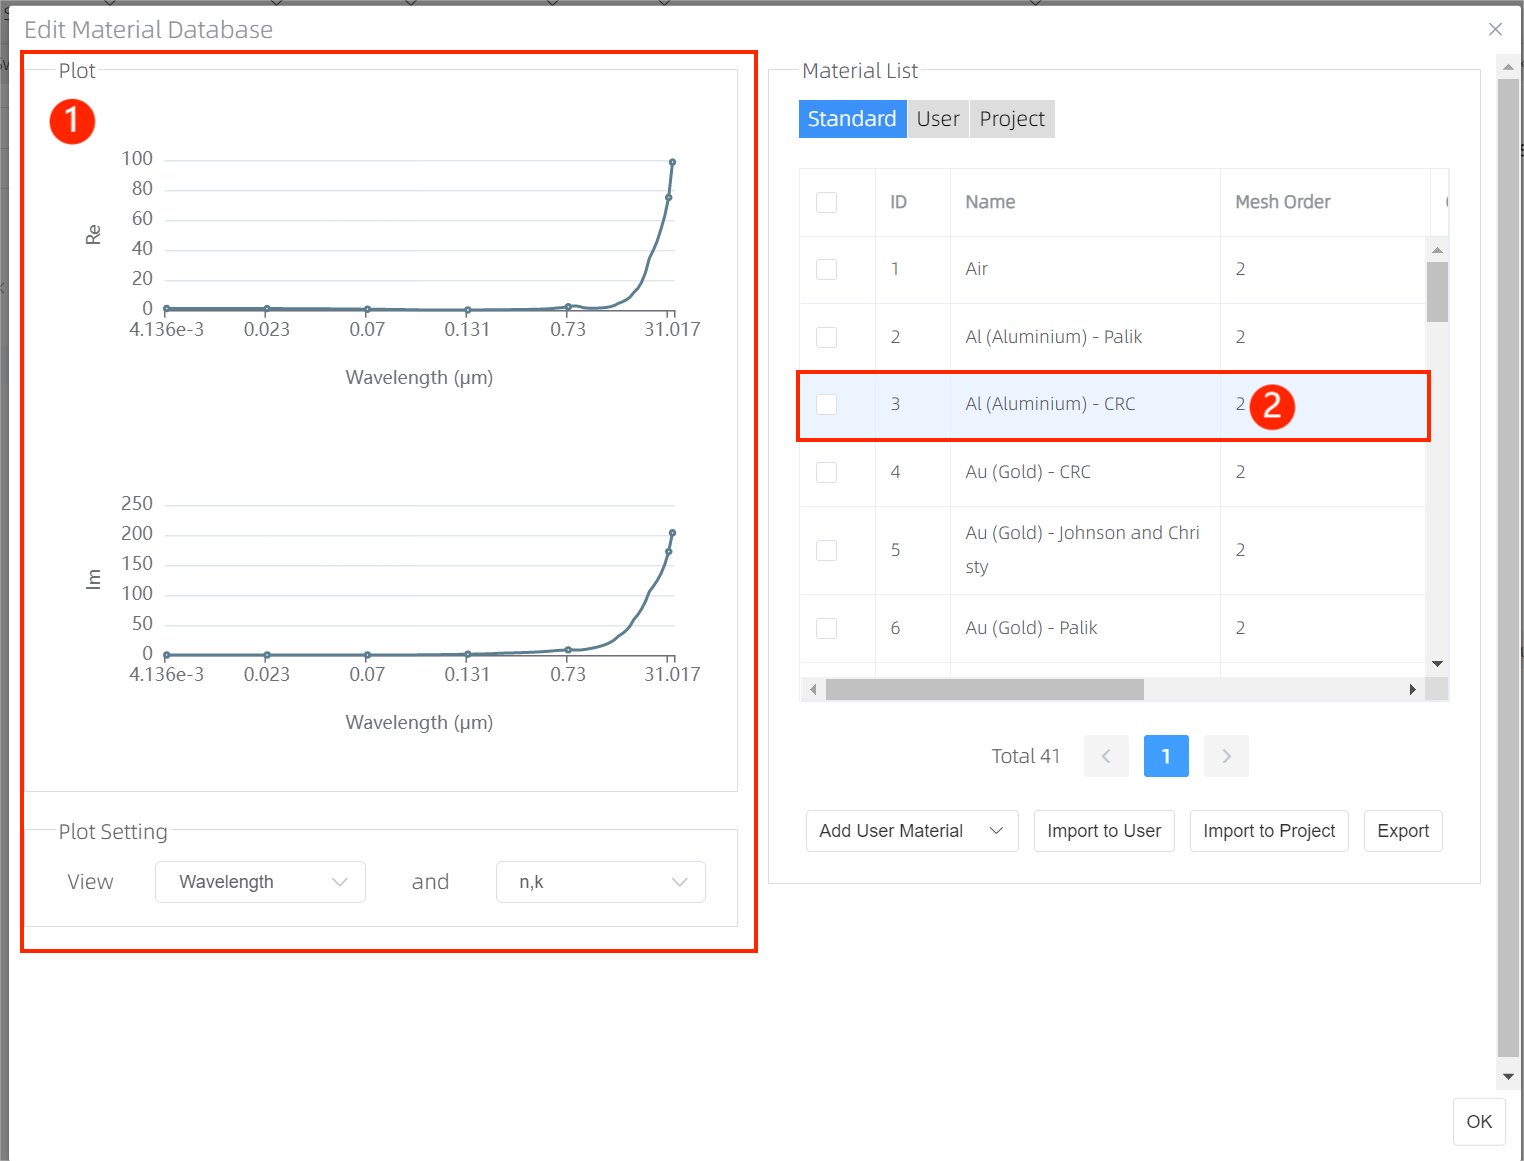 Edit Material Database
Plot
1
100
80
60
40
20
0
Re
4.136e-3 0.023 0.07 0.131 0.73 31.017
Wavelength (μm)
250
200
150
100
50
0
Im
4.136e-3 0.023 0.07 0.131 0.73 31.017
Wavelength (μm)
Plot Setting
View Wavelength and n,k
Material List
Standard User Project
ID Name Mesh Order
1 Air 2
2 Al (Aluminium) - Palik 2
3 Al (Aluminium) - CRC 2 2
4 Au (Gold) - CRC 2
5 Au (Gold) - Johnson and Chri
sty 2
6 Au (Gold) - Palik 2
Total 41 < 1 >
Add User Material Import to User Import to Project Export
OK